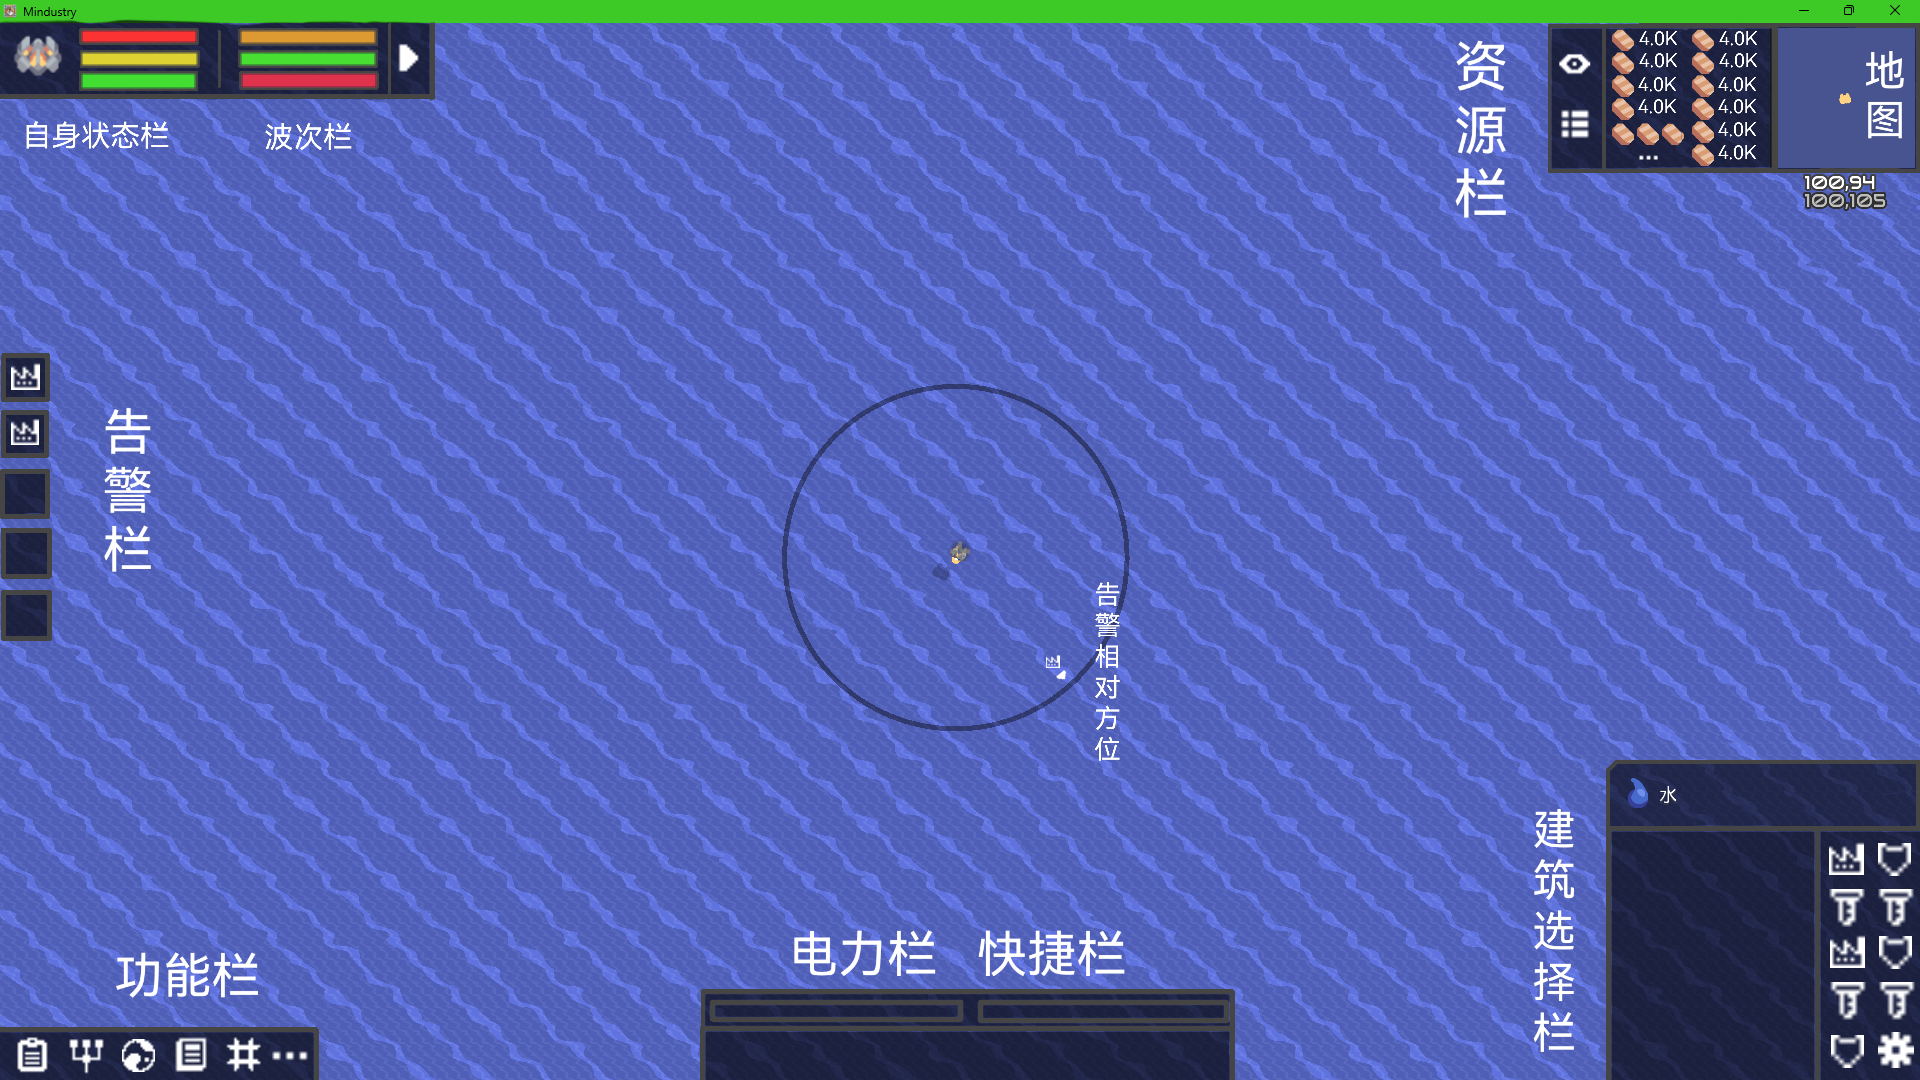 Mindustry
自身状态栏
波次栏
资源栏
4.0K 4.0K
4.0K 4.0K
4.0K 4.0K
4.0K 4.0K
4.0K
... 4.0K
地图
100,94
100,105
告警栏
告警相对方位
水
建筑选择栏
电力栏 快捷栏
功能栏